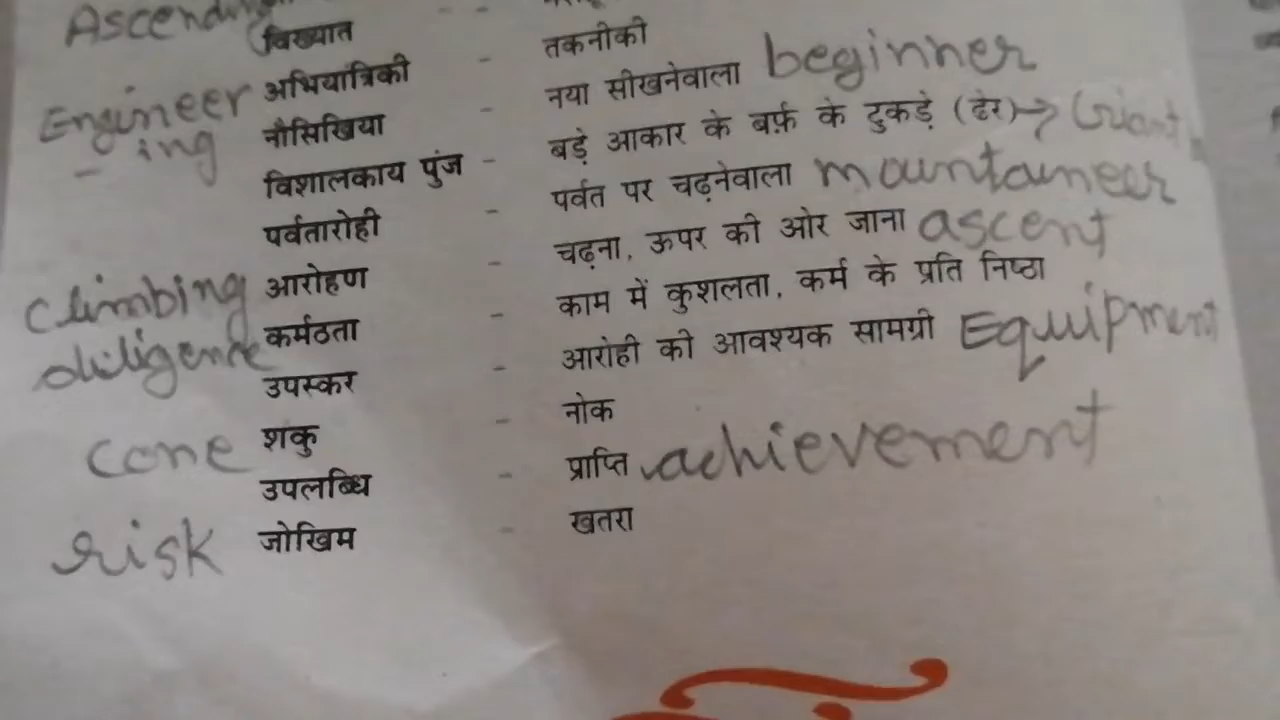 Ascending
विख्यात
Engineer अभियांत्रिकी - तकनीकी
ing नौसिखिया - नया सीखनेवाला beginner
विशालकाय पुंज - बड़े आकार के बर्फ़ के टुकड़े (ढेर)→ Giant
पर्वतारोही - पर्वत पर चढ़नेवाला mountaineer
climbing आरोहण - चढ़ना, ऊपर की ओर जाना ascent
diligence कर्मठता - काम में कुशलता, कर्म के प्रति निष्ठा
उपस्कर - आरोही की आवश्यक सामग्री Equipment
cone शंकु - नोक
उपलब्धि - प्राप्ति achievement
risk जोखिम - खतरा